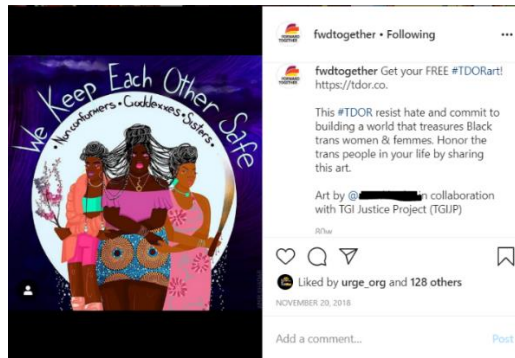 We Keep Each Other Safe
• Nonconformers • Goddexxes • Sisters •
fwdtogether • Following
FORWARD
TOGETHER
fwdtogether Get your FREE #TDORart!
https://tdor.co.
This #TDOR resist hate and commit to
building a world that treasures Black
trans women & femmes. Honor the
trans people in your life by sharing
this art.
Art by @ in collaboration
with TGI Justice Project (TGIJP)
80w
Liked by urge_org and 128 others
NOVEMBER 20, 2018
Add a comment...
Post